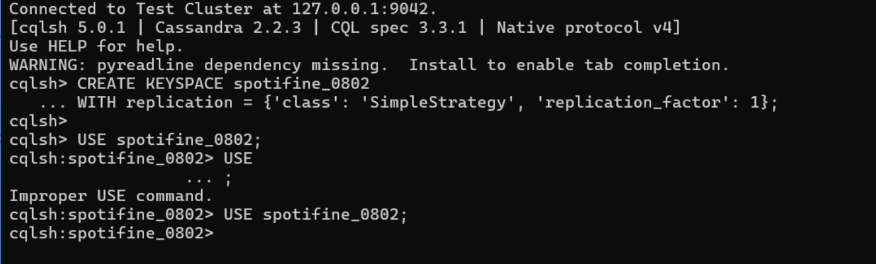 Connected to Test Cluster at 127.0.0.1:9042.
[cqlsh 5.0.1 | Cassandra 2.2.3 | CQL spec 3.3.1 | Native protocol v4]
Use HELP for help.
WARNING: pyreadline dependency missing.  Install to enable tab completion.
cqlsh> CREATE KEYSPACE spotifine_0802
   ... WITH replication = {'class': 'SimpleStrategy', 'replication_factor': 1};
cqlsh>
cqlsh> USE spotifine_0802;
cqlsh:spotifine_0802> USE
                  ... ;
Improper USE command.
cqlsh:spotifine_0802> USE spotifine_0802;
cqlsh:spotifine_0802>